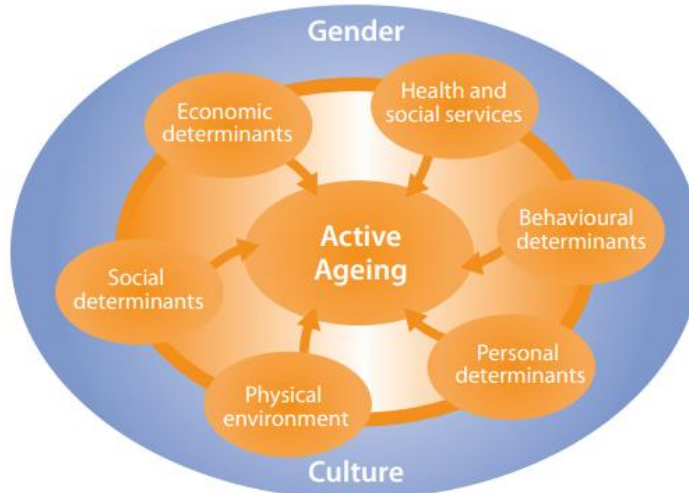 Gender
Economic
determinants
Health and
social services
Behavioural
determinants
Active
Ageing
Social
determinants
Personal
determinants
Physical
environment
Culture